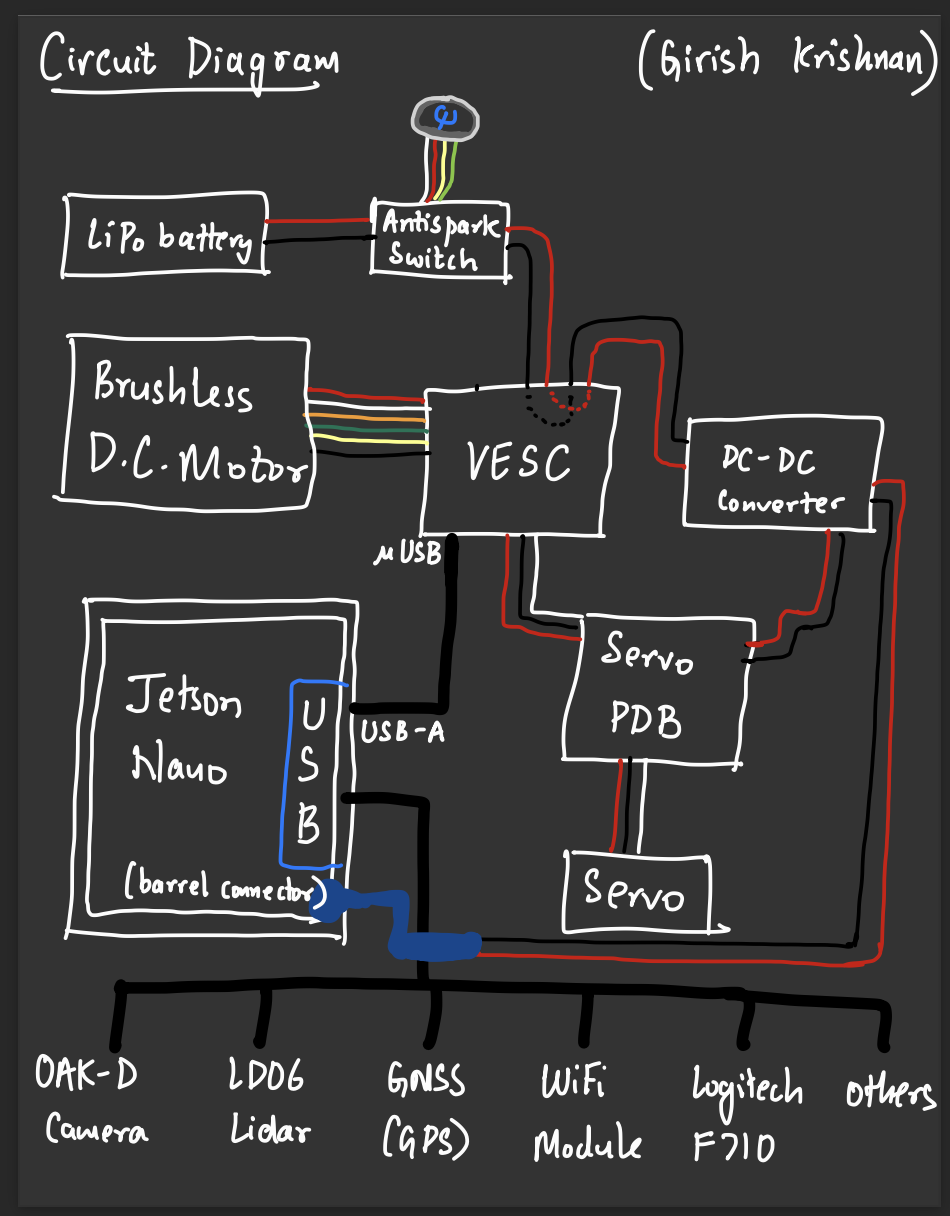 Circuit Diagram
(Girish Krishnan)
LiPo battery
Antispark
Switch
Brushless
D.C. Motor
VESC
DC-DC
Converter
μUSB
Servo
PDB
Jetson
Nano
USB
USB-A
(barrel connector)
Servo
OAK-D
Camera
LD06
Lidar
GNSS
(GPS)
WiFi
Module
Logitech
F710
others